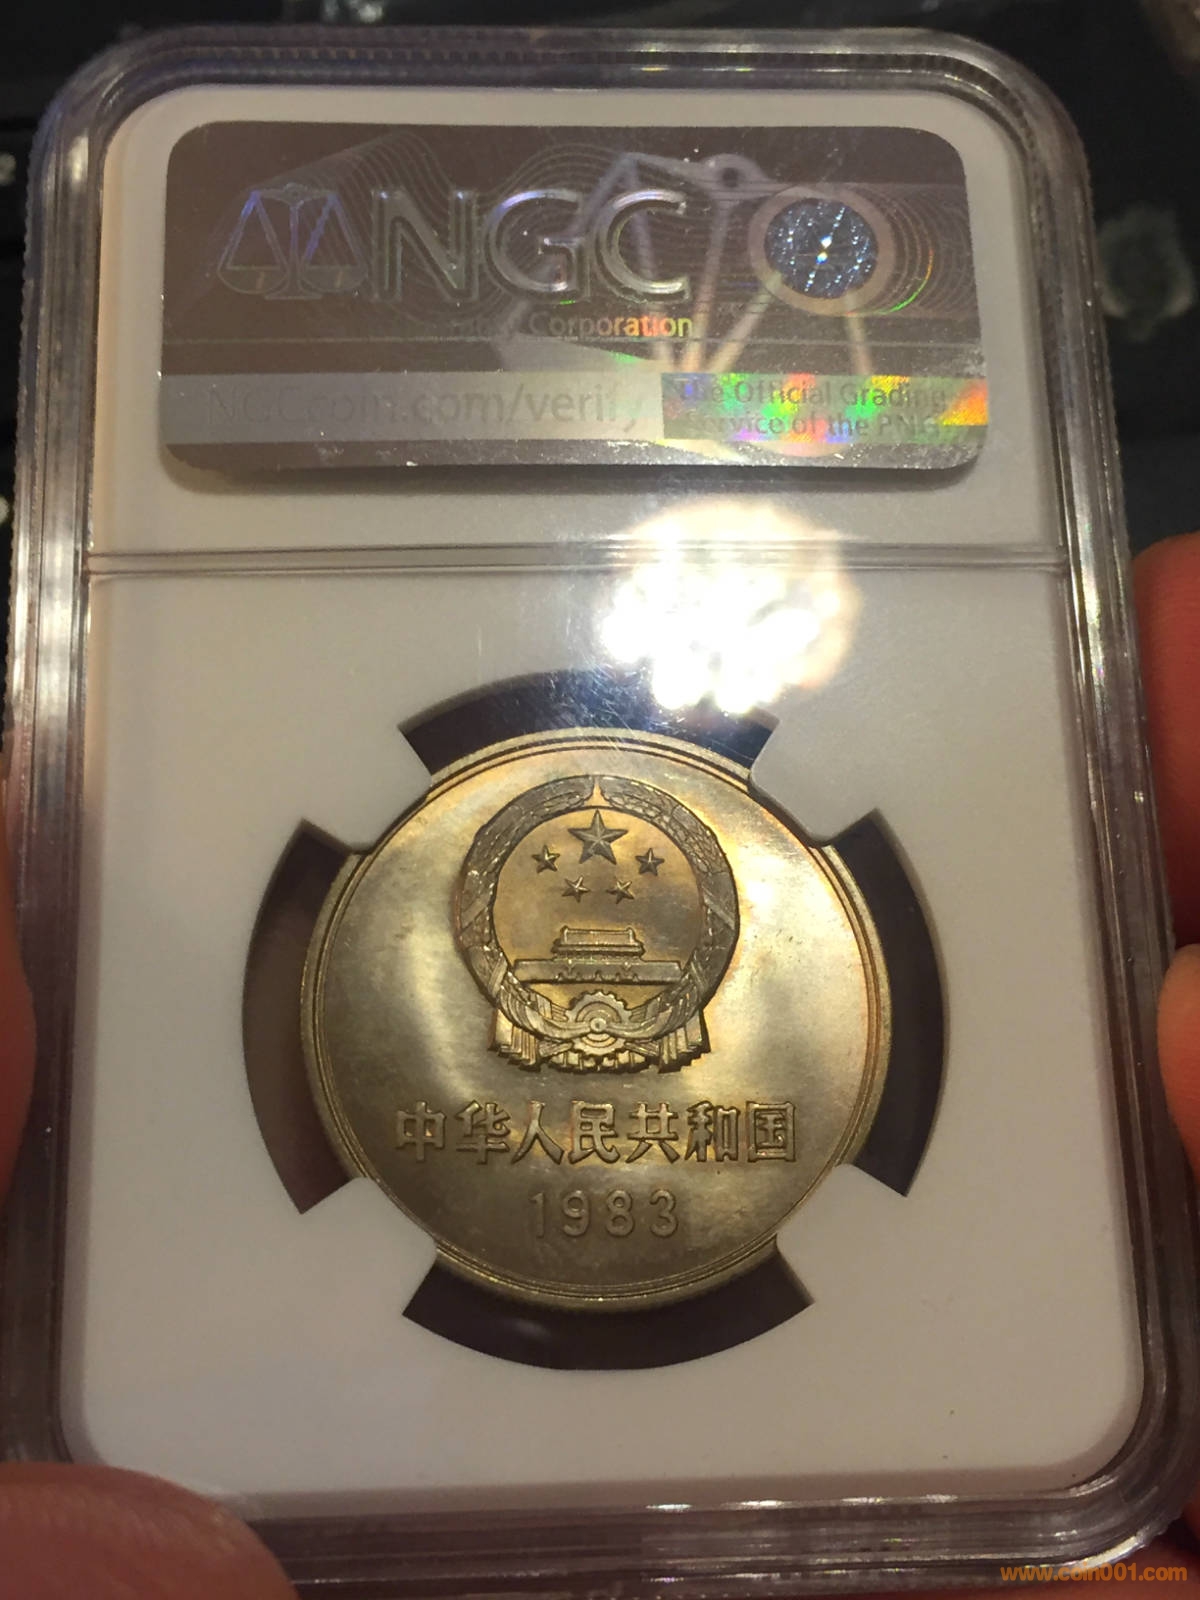 NGC
Corporation
NGCcoin.com/verify
The Official Grading
Service of the PNG
中华人民共和国
1983
www.coin001.com